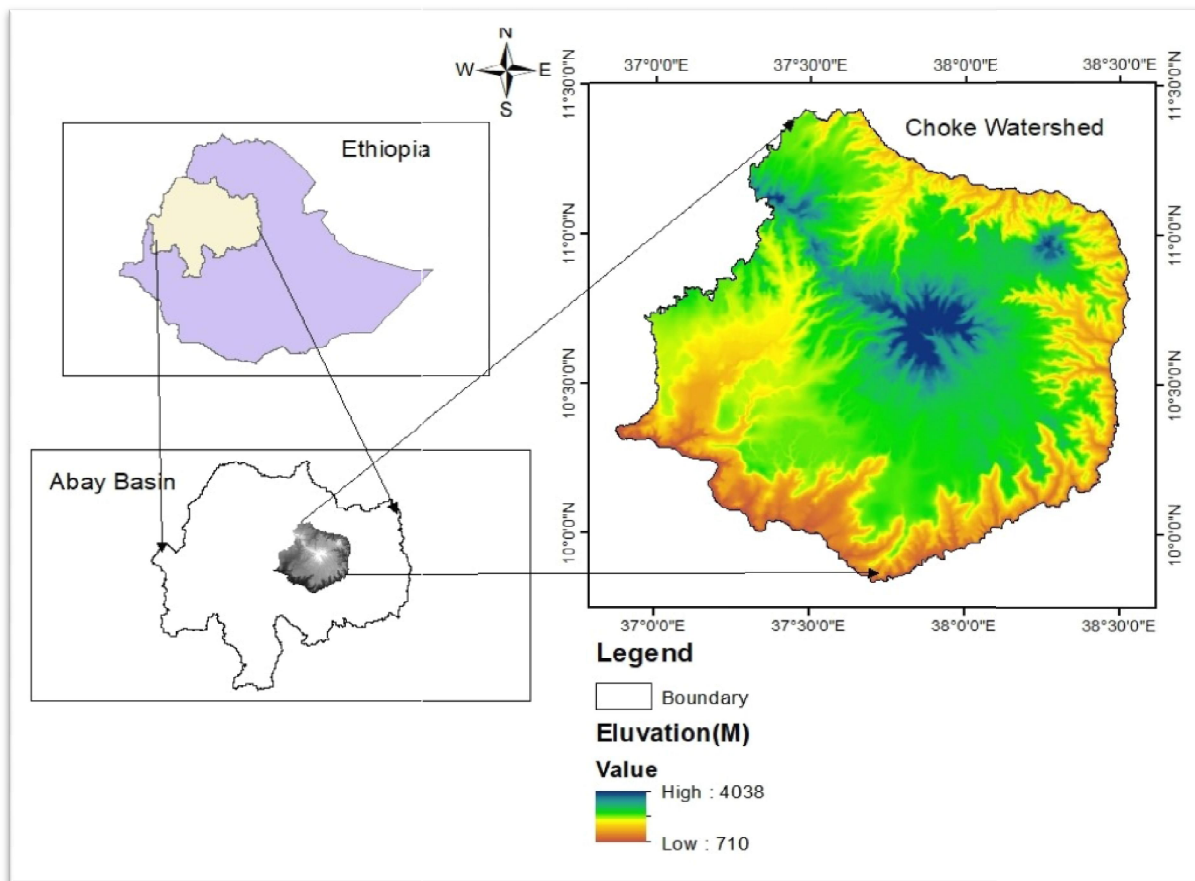 N
W E
S
Ethiopia
Abay Basin
37°0'0"E 37°30'0"E 38°0'0"E 38°30'0"E
Choke Watershed
11°30'0"N 11°30'0"N
11°0'0"N 11°0'0"N
10°30'0"N 10°30'0"N
10°0'0"N 10°0'0"N
37°0'0"E 37°30'0"E 38°0'0"E 38°30'0"E
Legend
Boundary
Eluvation(M)
Value
High : 4038
Low : 710